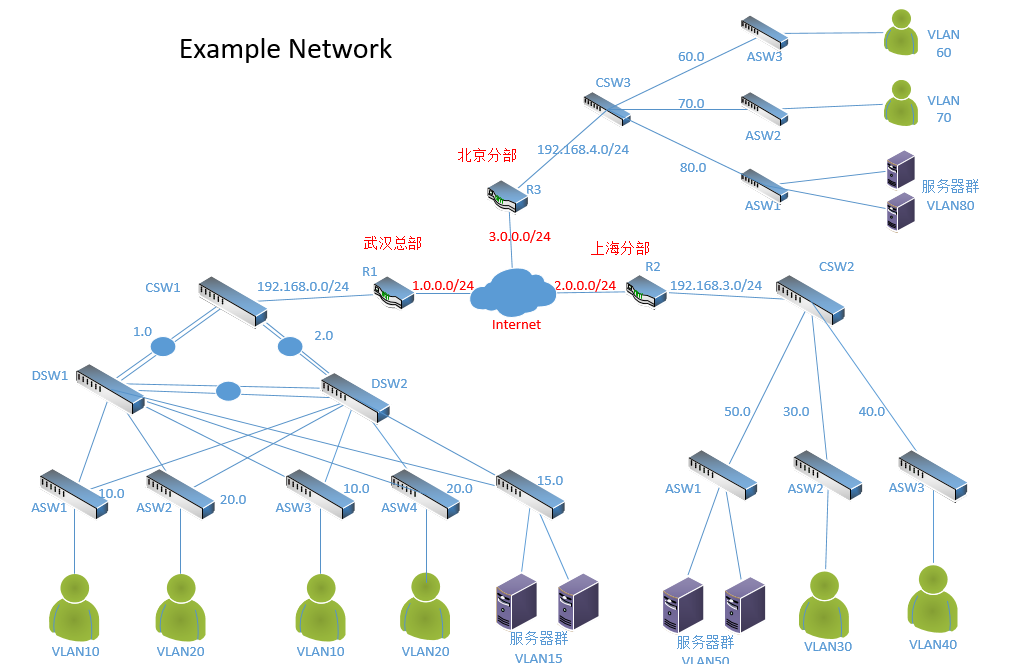 Example Network
VLAN
60
ASW3
60.0
CSW3
70.0
VLAN
70
ASW2
192.168.4.0/24
80.0
北京分部
R3
ASW1
服务器群
VLAN80
3.0.0.0/24
武汉总部
上海分部
R1
R2
CSW2
CSW1
192.168.0.0/24
1.0.0.0/24
2.0.0.0/24
192.168.3.0/24
Internet
1.0
2.0
DSW1
DSW2
50.0
30.0
40.0
ASW1
10.0
ASW2
20.0
ASW3
10.0
ASW4
20.0
15.0
ASW1
ASW2
ASW3
VLAN10
VLAN20
VLAN10
VLAN20
服务器群
VLAN15
服务器群
VLAN50
VLAN30
VLAN40